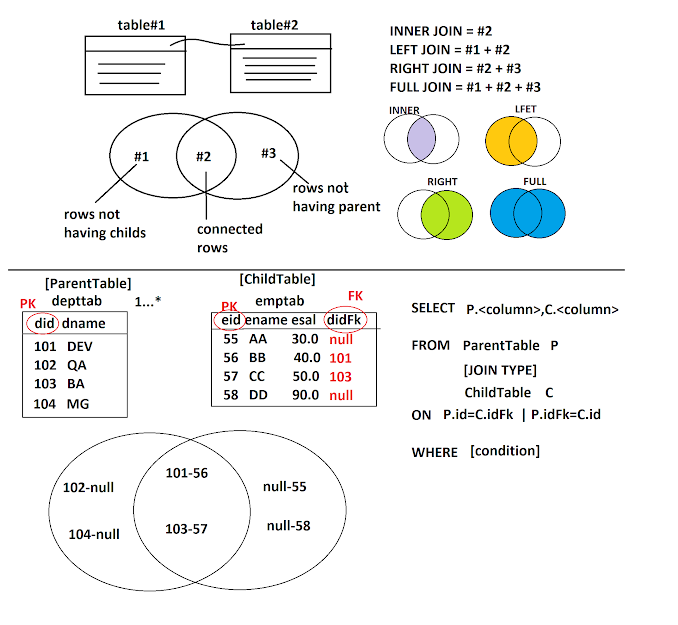 table#1
table#2
#1
#2
#3
rows not
having childs
connected
rows
rows not
having parent
INNER JOIN = #2
LEFT JOIN = #1 + #2
RIGHT JOIN = #2 + #3
FULL JOIN = #1 + #2 + #3
INNER
LFET
RIGHT
FULL
[ParentTable]
PK depttab 1...*
did dname
101 DEV
102 QA
103 BA
104 MG
[ChildTable]
PK emptab FK
eid ename esal didFk
55 AA 30.0 null
56 BB 40.0 101
57 CC 50.0 103
58 DD 90.0 null
SELECT P.<column>,C.<column>
FROM ParentTable P
[JOIN TYPE]
ChildTable C
ON P.id=C.idFk | P.idFk=C.id
WHERE [condition]
102-null
104-null
101-56
103-57
null-55
null-58